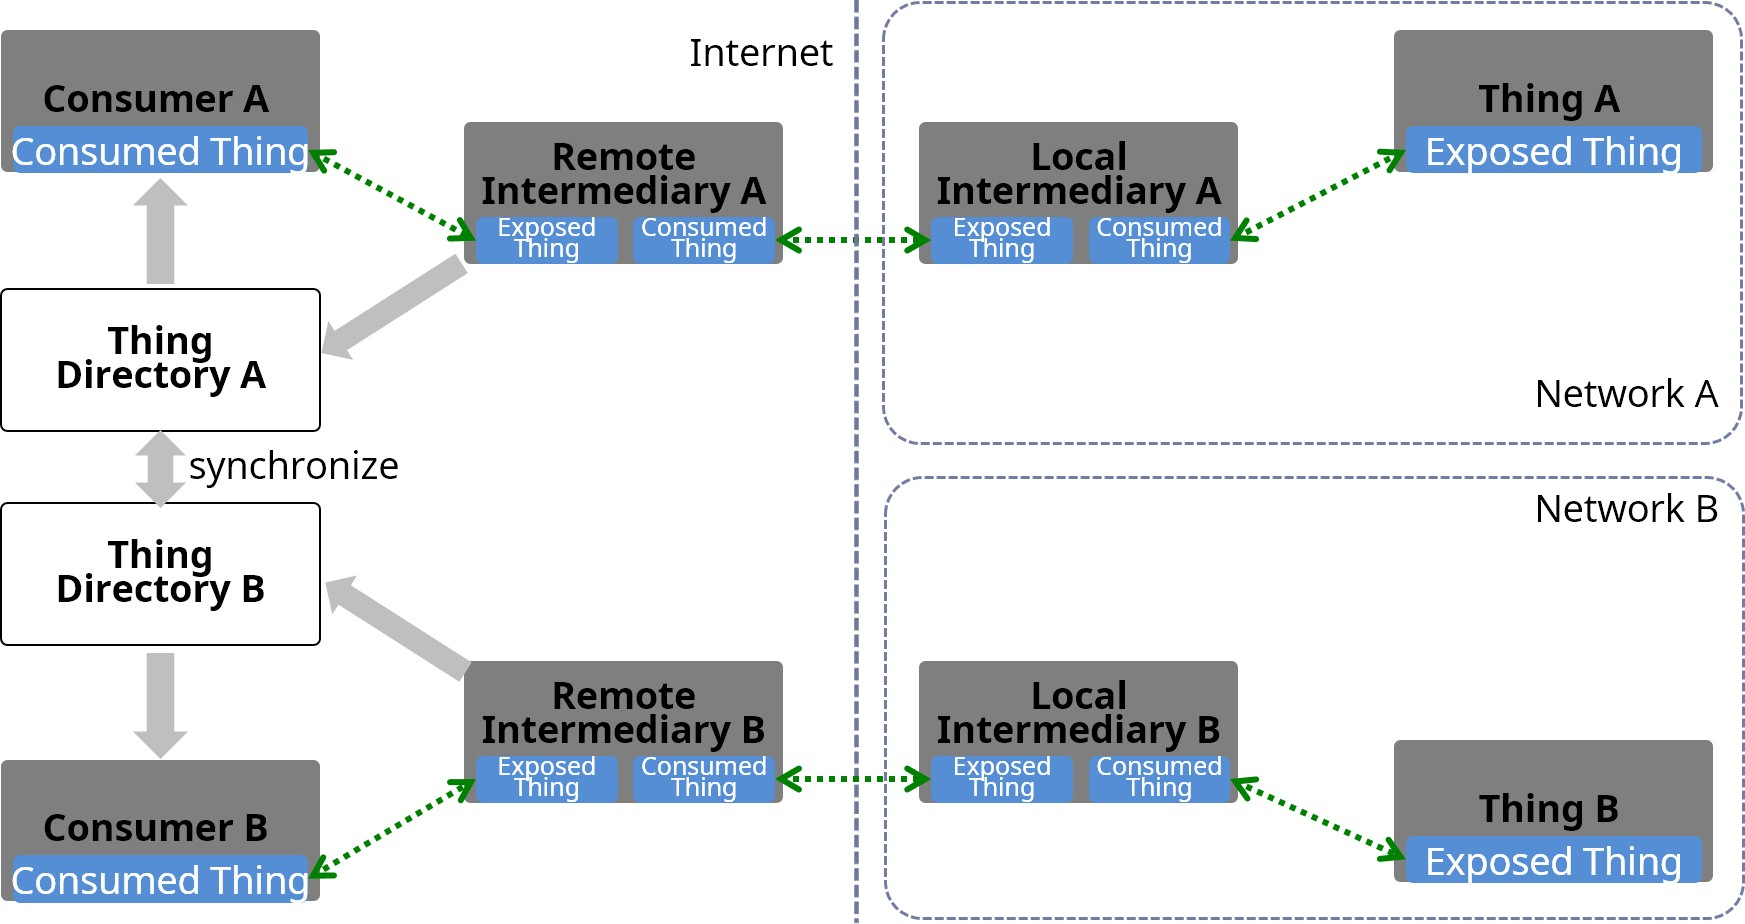 Internet
Consumer A
Consumed Thing
Remote
Intermediary A
Exposed
Thing
Consumed
Thing
Local
Intermediary A
Exposed
Thing
Consumed
Thing
Thing A
Exposed Thing
Thing
Directory A
Network A
synchronize
Network B
Thing
Directory B
Remote
Intermediary B
Exposed
Thing
Consumed
Thing
Local
Intermediary B
Exposed
Thing
Consumed
Thing
Thing B
Exposed Thing
Consumer B
Consumed Thing